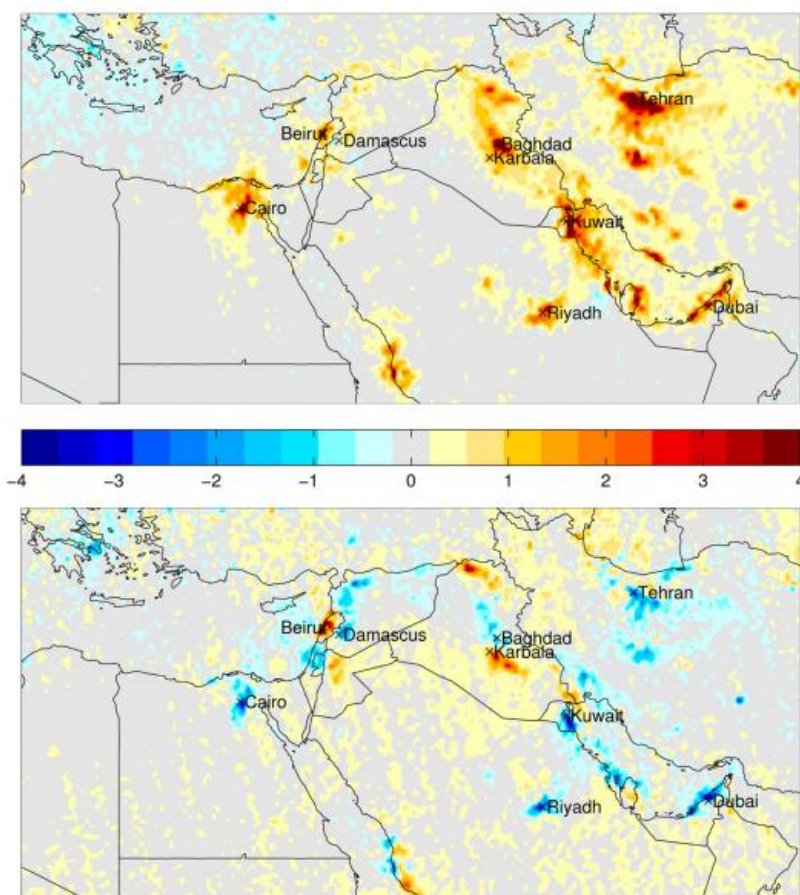 Tehran
Beirut
Damascus
Baghdad
Karbala
Cairo
Kuwait
Riyadh
Dubai
−4 −3 −2 −1 0 1 2 3 4
Tehran
Beirut
Damascus
Baghdad
Karbala
Cairo
Kuwait
Riyadh
Dubai